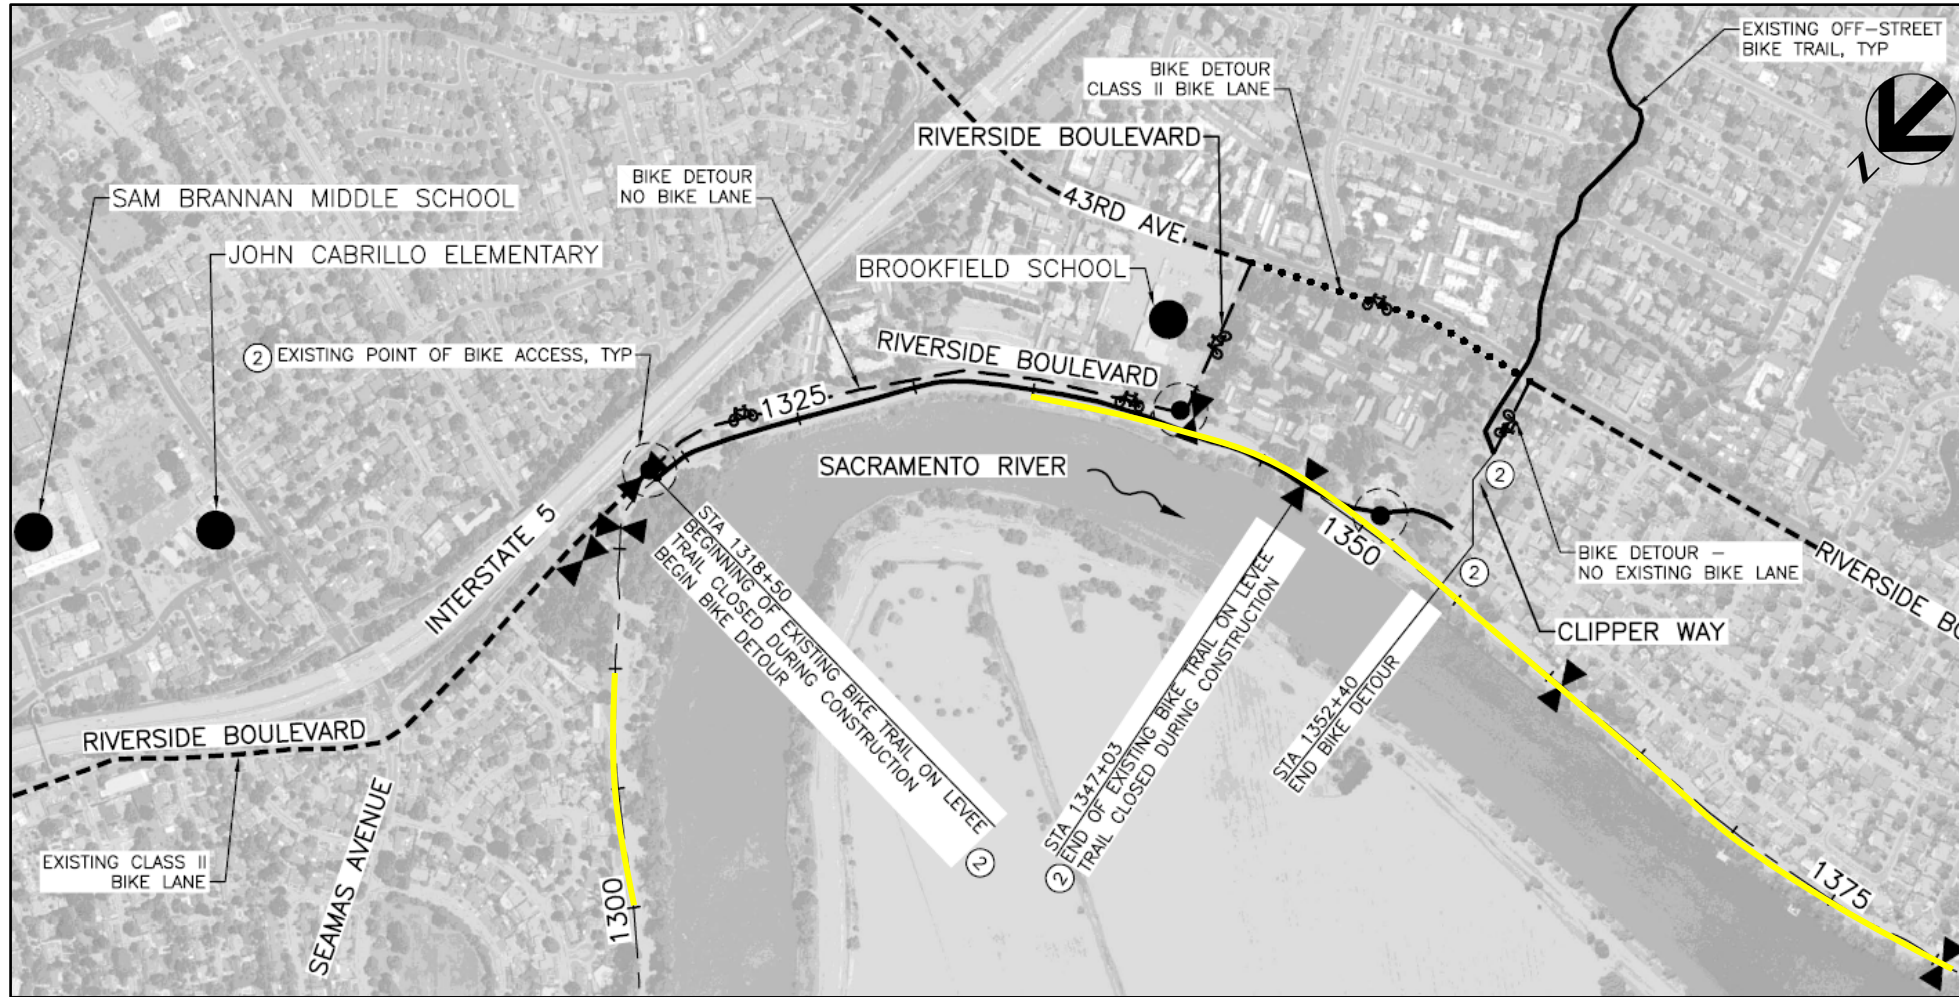 EXISTING OFF-STREET
BIKE TRAIL, TYP
BIKE DETOUR
CLASS II BIKE LANE
RIVERSIDE BOULEVARD
N
BIKE DETOUR
NO BIKE LANE
SAM BRANNAN MIDDLE SCHOOL
43RD AVE
JOHN CABRILLO ELEMENTARY
BROOKFIELD SCHOOL
2 EXISTING POINT OF BIKE ACCESS, TYP
RIVERSIDE BOULEVARD
1325
SACRAMENTO RIVER
2
INTERSTATE 5
STA 1318+50
BEGINNING OF EXISTING BIKE TRAIL ON LEVEE
TRAIL CLOSED DURING CONSTRUCTION
BEGIN BIKE DETOUR
2
1350
2
BIKE DETOUR –
NO EXISTING BIKE LANE
RIVERSIDE BO
CLIPPER WAY
STA 1347+03
END OF EXISTING BIKE TRAIL ON LEVEE
TRAIL CLOSED DURING CONSTRUCTION
2
STA 1352+40
END BIKE DETOUR
RIVERSIDE BOULEVARD
SEAMAS AVENUE
EXISTING CLASS II
BIKE LANE
1300
1375